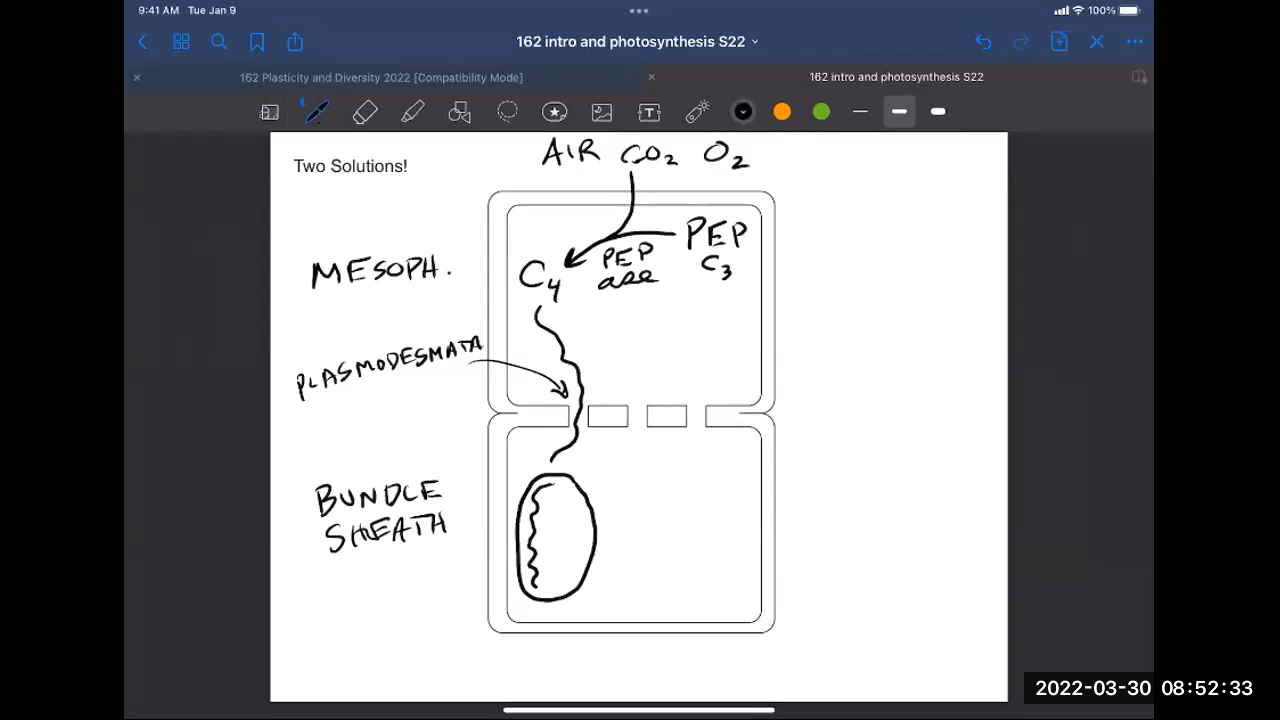 9:41 AM Tue Jan 9
100%
162 intro and photosynthesis S22
162 Plasticity and Diversity 2022 [Compatibility Mode]
162 intro and photosynthesis S22
Two Solutions!
AIR CO₂ O₂
PEP
C₃
PEP
ase
C₄
MESOPH.
PLASMODESMATA
BUNDLE
SHEATH
2022-03-30 08:52:33